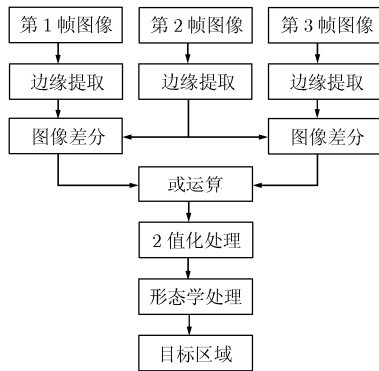 第1帧图像
第2帧图像
第3帧图像
边缘提取
边缘提取
边缘提取
图像差分
图像差分
或运算
2值化处理
形态学处理
目标区域